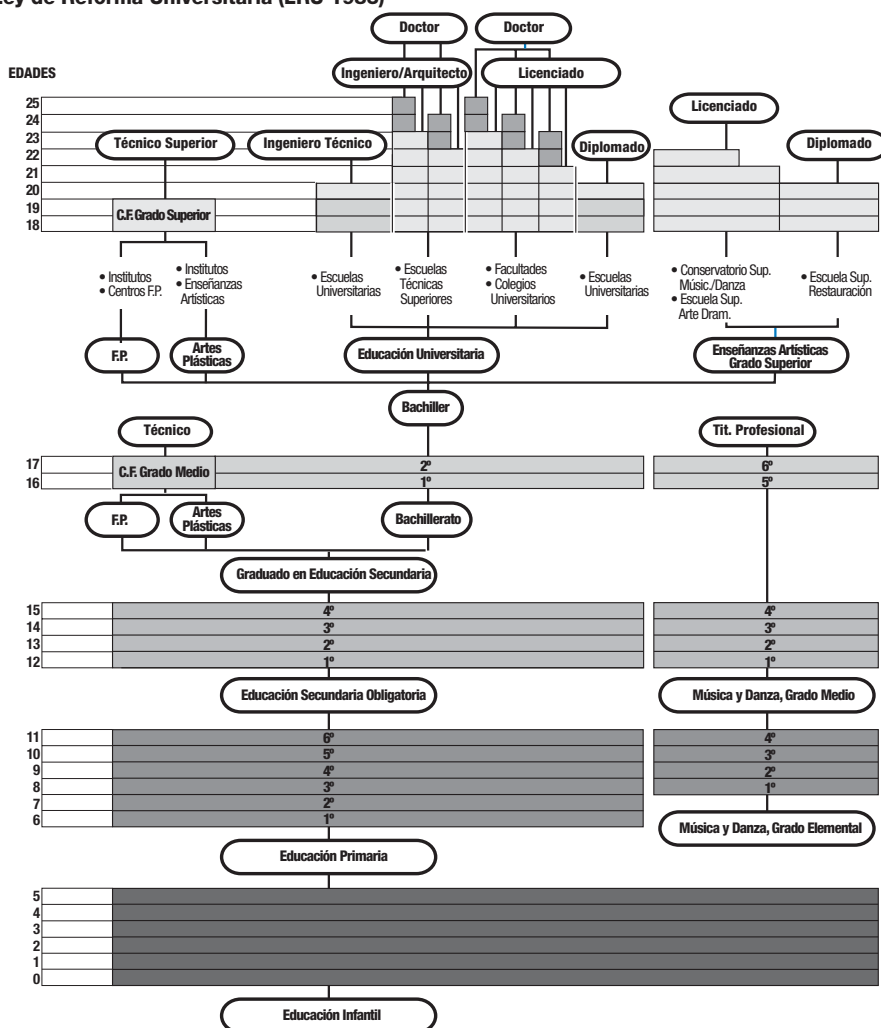 Ley de Reforma Universitaria (LRU 1983)
Doctor
Doctor
EDADES
Ingeniero/Arquitecto
Licenciado
25
24
23
22
21
20
19
18
Técnico Superior
Ingeniero Técnico
Diplomado
Licenciado
Diplomado
C.F. Grado Superior
• Institutos
• Centros F.P.
• Institutos
• Enseñanzas
Artísticas
• Escuelas
Universitarias
• Escuelas
Técnicas
Superiores
• Facultades
• Colegios
Universitarios
• Escuelas
Universitarias
• Conservatorio Sup.
Músic./Danza
• Escuela Sup.
Arte Dram.
• Escuela Sup.
Restauración
F.P.
Artes
Plásticas
Educación Universitaria
Enseñanzas Artísticas
Grado Superior
Bachiller
Técnico
Tit. Profesional
17
16
C.F. Grado Medio
2º
1º
6º
5º
F.P.
Artes
Plásticas
Bachillerato
Graduado en Educación Secundaria
15
14
13
12
4º
3º
2º
1º
4º
3º
2º
1º
Educación Secundaria Obligatoria
Música y Danza, Grado Medio
11
10
9
8
7
6
6º
5º
4º
3º
2º
1º
4º
3º
2º
1º
Música y Danza, Grado Elemental
Educación Primaria
5
4
3
2
1
0
Educación Infantil